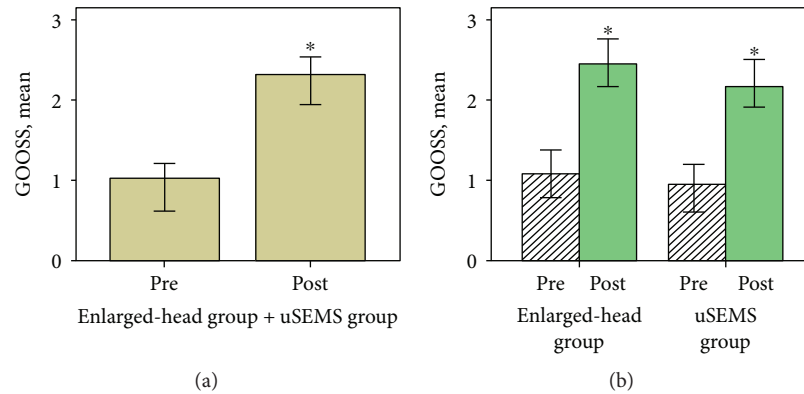 3
2
1
0
GOOSS, mean
*
Pre
Post
Enlarged-head group + uSEMS group
(a)
3
2
1
0
GOOSS, mean
*
*
Pre Post Pre Post
Enlarged-head group
uSEMS group
(b)